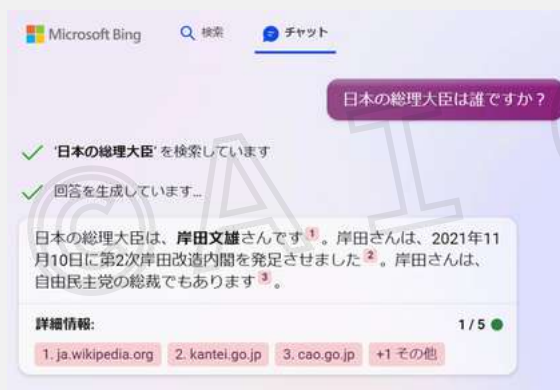 Microsoft Bing 検索 チャット
日本の総理大臣は誰ですか？
'日本の総理大臣' を検索しています
回答を生成しています...
日本の総理大臣は、岸田文雄さんです 1 。岸田さんは、2021年11
月10日に第2次岸田改造内閣を発足させました 2 。岸田さんは、
自由民主党の総裁でもあります 3 。
詳細情報: 1 / 5
1. ja.wikipedia.org 2. kantei.go.jp 3. cao.go.jp +1 その他